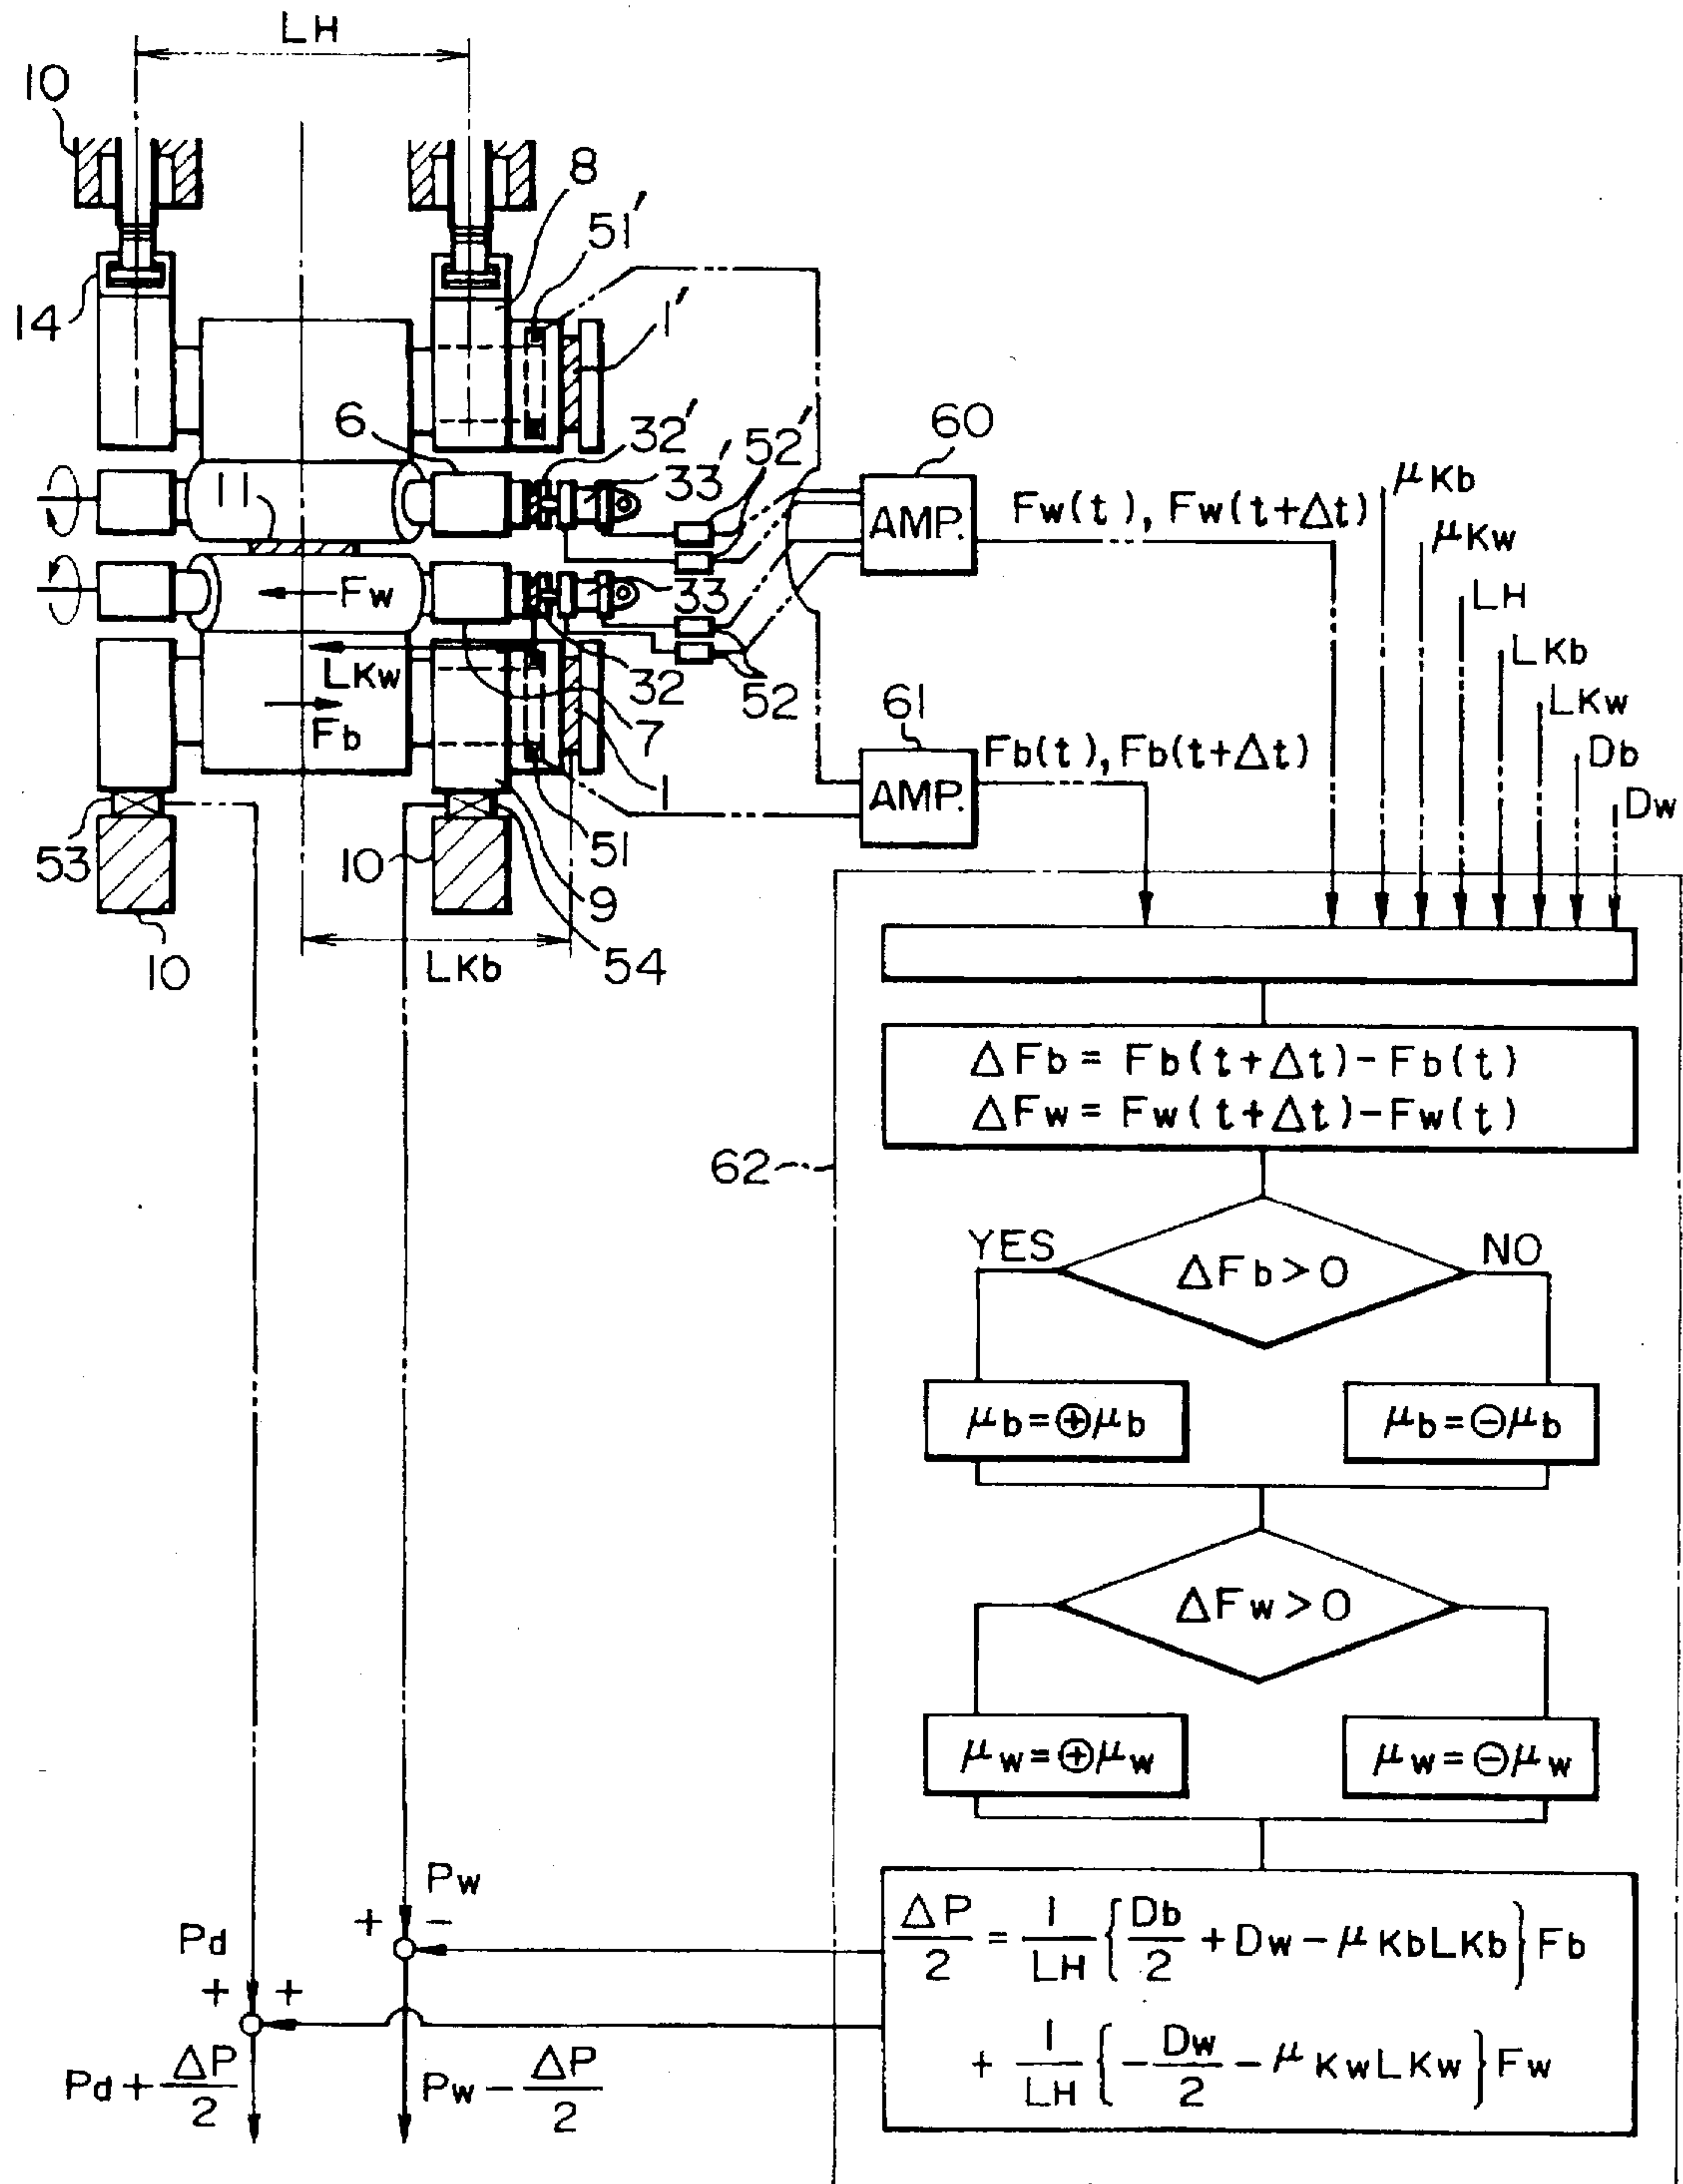 LH
10
8
51'
1'
14
6
32'
33'
52'
11
60
AMP.
Fw(t), Fw(t+Δt)
μKb
μKw
LH
LKb
LKw
Db
Dw
Fw
33
LKw
32
52
Fb
7
1
61
AMP.
Fb(t), Fb(t+Δt)
53
10
51
9
54
10
LKb
ΔFb = Fb(t+Δt)-Fb(t)
ΔFw = Fw(t+Δt)-Fw(t)
62
YES
ΔFb>0
NO
μb=⊕μb
μb=⊖μb
ΔFw>0
μw=⊕μw
μw=⊖μw
Pw
+ -
Pd
+ +
ΔP/2 = 1/LH {Db/2 + Dw - μKbLKb} Fb
+ 1/LH {-Dw/2 - μKwLKw} Fw
Pd + ΔP/2
Pw - ΔP/2